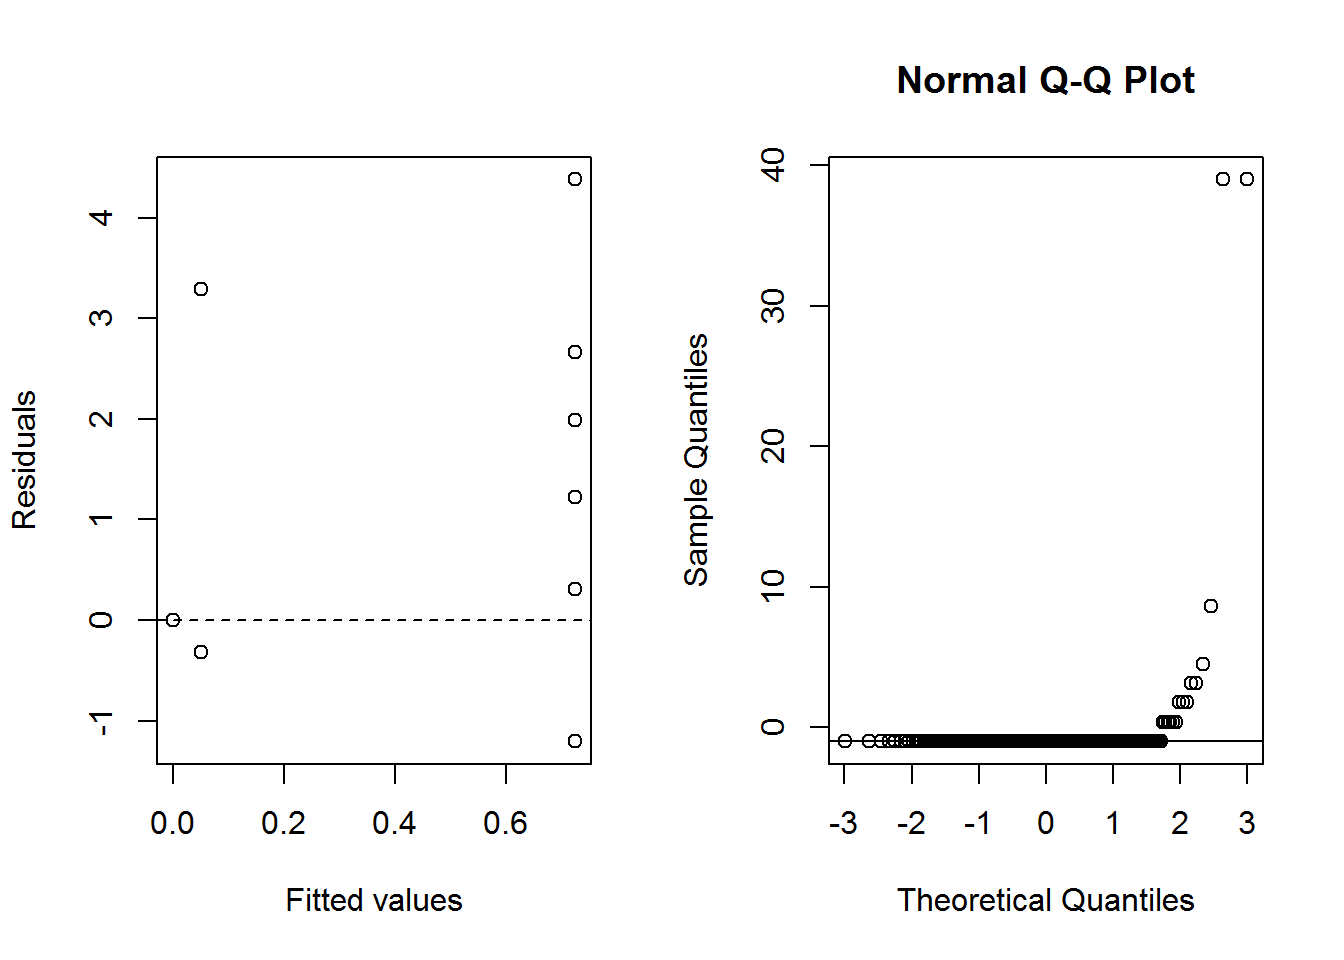 Residuals
4
3
2
1
0
-1
0.0 0.2 0.4 0.6
Fitted values
Normal Q-Q Plot
Sample Quantiles
40
30
20
10
0
-3 -2 -1 0 1 2 3
Theoretical Quantiles